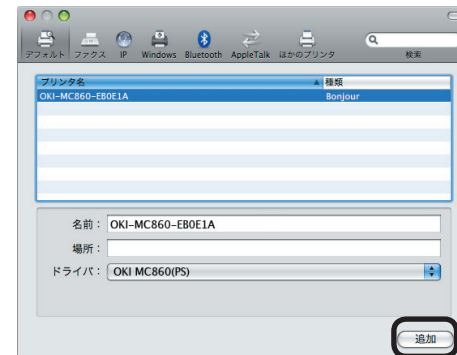 デフォルト ファクス IP Windows Bluetooth AppleTalk ほかのプリンタ 検索
プリンタ名 種類
OKI-MC860-EB0E1A Bonjour
名前： OKI-MC860-EB0E1A
場所：
ドライバ： OKI MC860(PS)
追加